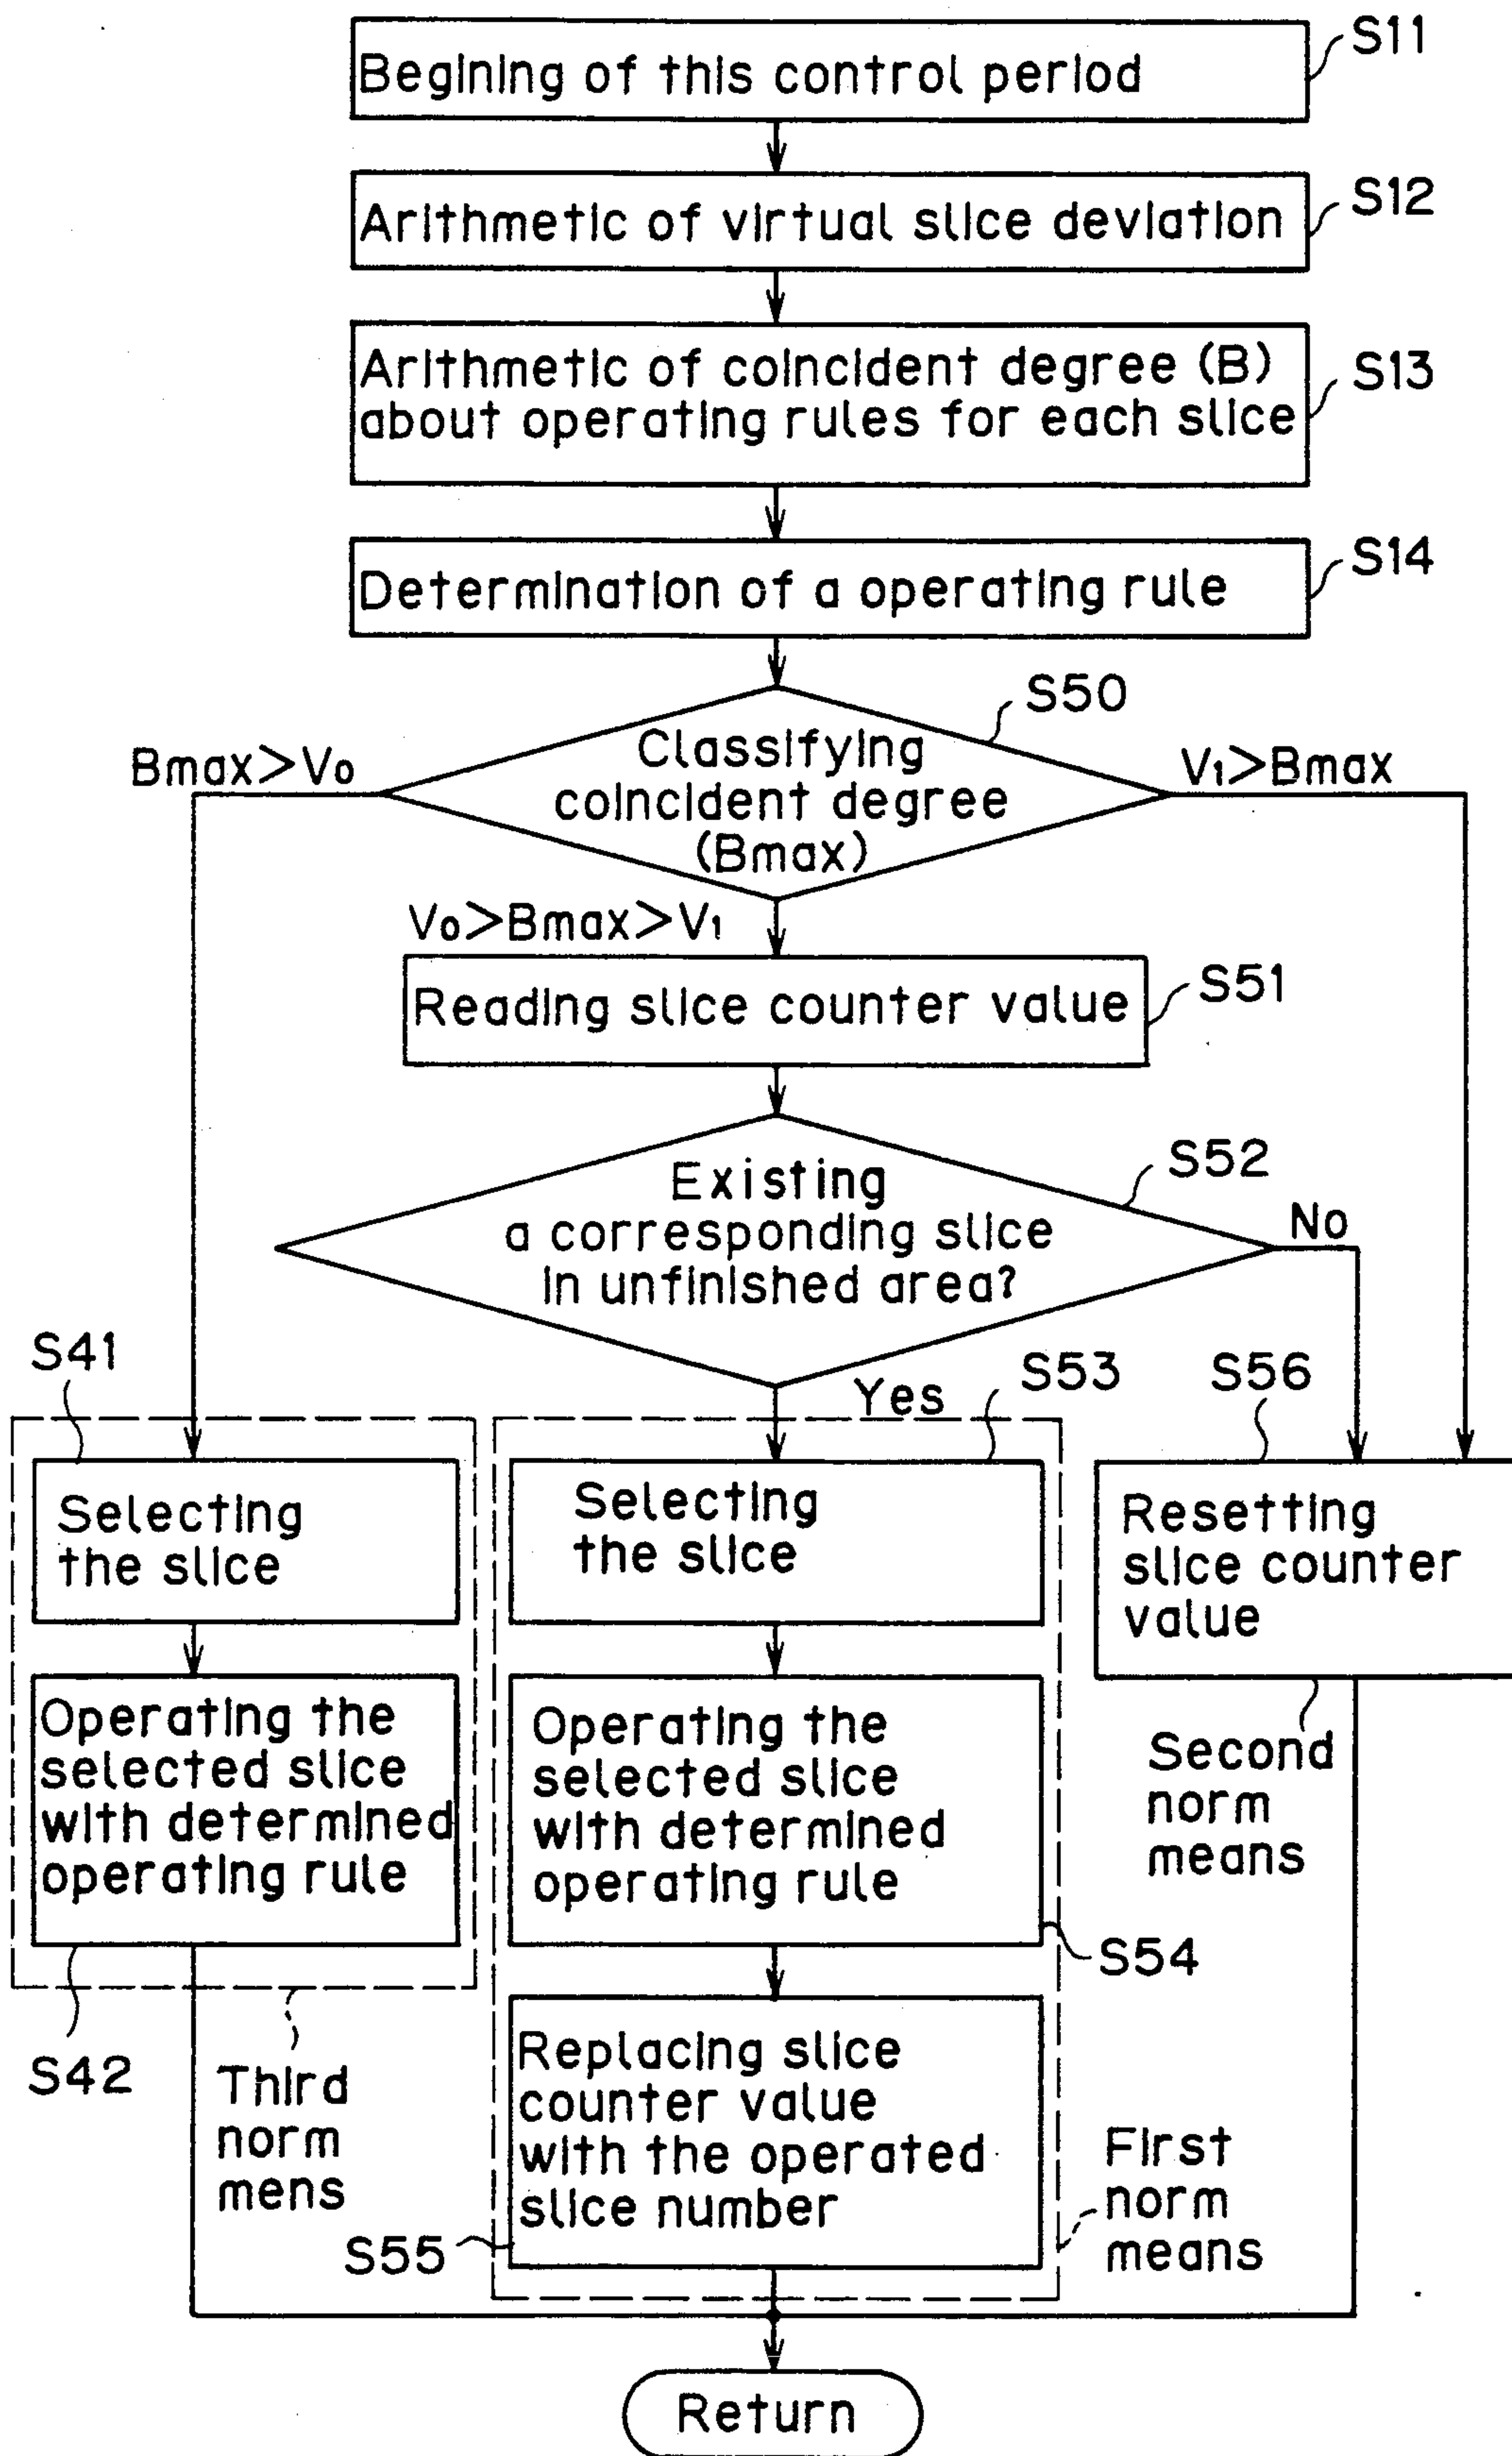 S11
Begining of this control period
S12
Arithmetic of virtual slice deviation
S13
Arithmetic of coincident degree (B)
about operating rules for each slice
S14
Determination of a operating rule
S50
Classifying
coincident degree
(Bmax)
Bmax>V₀
V₁>Bmax
V₀>Bmax>V₁
S51
Reading slice counter value
S52
Existing
a corresponding slice
in unfinished area?
No
Yes
S41
S53
S56
Selecting
the slice
Selecting
the slice
Resetting
slice counter
value
Operating the
selected slice
with determined
operating rule
Operating the
selected slice
with determined
operating rule
Second
norm
means
S54
S42
Third
norm
mens
Replacing slice
counter value
with the operated
slice number
S55
First
norm
means
Return